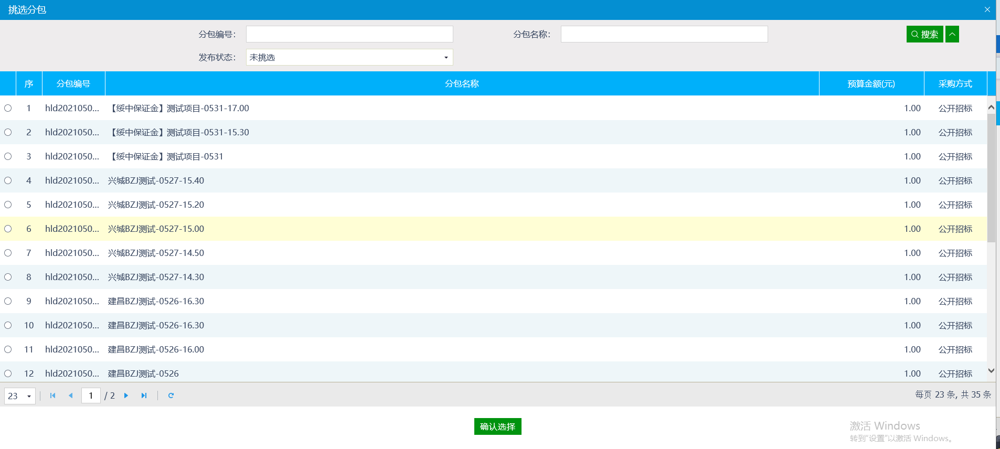 挑选分包
分包编号：
分包名称：
搜索
发布状态：
未挑选
序 分包编号 分包名称 预算金额(元) 采购方式
1 hld2021050... 【绥中保证金】测试项目-0531-17.00 1.00 公开招标
2 hld2021050... 【绥中保证金】测试项目-0531-15.30 1.00 公开招标
3 hld2021050... 【绥中保证金】测试项目-0531 1.00 公开招标
4 hld2021050... 兴城BZJ测试-0527-15.40 1.00 公开招标
5 hld2021050... 兴城BZJ测试-0527-15.20 1.00 公开招标
6 hld2021050... 兴城BZJ测试-0527-15.00 1.00 公开招标
7 hld2021050... 兴城BZJ测试-0527-14.50 1.00 公开招标
8 hld2021050... 兴城BZJ测试-0527-14.30 1.00 公开招标
9 hld2021050... 建昌BZJ测试-0526-16.30 1.00 公开招标
10 hld2021050... 建昌BZJ测试-0526-16.30 1.00 公开招标
11 hld2021050... 建昌BZJ测试-0526-16.00 1.00 公开招标
12 hld2021050... 建昌BZJ测试-0526 1.00 公开招标
23 1 / 2 每页 23 条, 共 35 条
确认选择
激活 Windows
转到"设置"以激活 Windows。